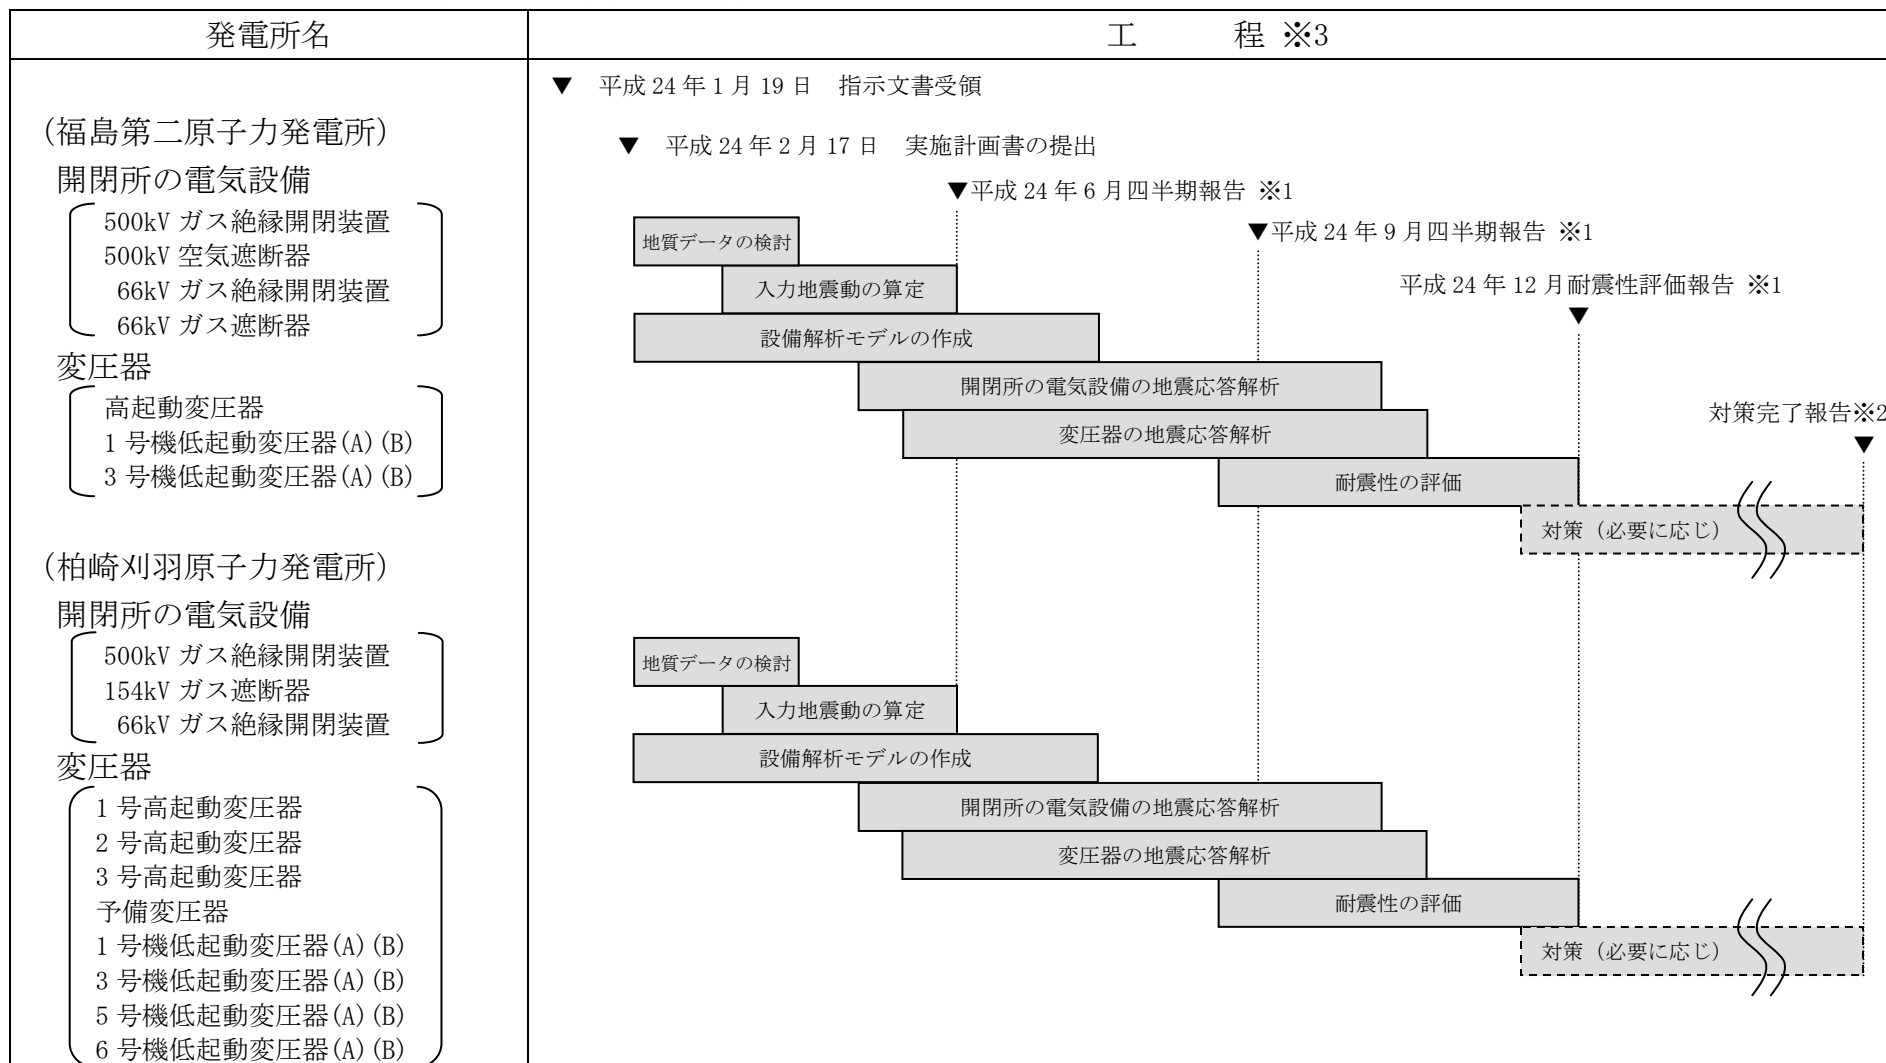 発電所名
工 程 ※3
▼ 平成 24 年 1 月 19 日 指示文書受領
▼ 平成 24 年 2 月 17 日 実施計画書の提出
▼平成 24 年 6 月四半期報告 ※1
▼平成 24 年 9 月四半期報告 ※1
平成 24 年 12 月耐震性評価報告 ※1
▼
対策完了報告※2
▼
(福島第二原子力発電所)
開閉所の電気設備
500kV ガス絶縁開閉装置
500kV 空気遮断器
66kV ガス絶縁開閉装置
66kV ガス遮断器
変圧器
高起動変圧器
1 号機低起動変圧器(A)(B)
3 号機低起動変圧器(A)(B)
地質データの検討
入力地震動の算定
設備解析モデルの作成
開閉所の電気設備の地震応答解析
変圧器の地震応答解析
耐震性の評価
対策（必要に応じ）
(柏崎刈羽原子力発電所)
開閉所の電気設備
500kV ガス絶縁開閉装置
154kV ガス遮断器
66kV ガス絶縁開閉装置
変圧器
1 号高起動変圧器
2 号高起動変圧器
3 号高起動変圧器
予備変圧器
1 号機低起動変圧器(A)(B)
3 号機低起動変圧器(A)(B)
5 号機低起動変圧器(A)(B)
6 号機低起動変圧器(A)(B)
地質データの検討
入力地震動の算定
設備解析モデルの作成
開閉所の電気設備の地震応答解析
変圧器の地震応答解析
耐震性の評価
対策（必要に応じ）